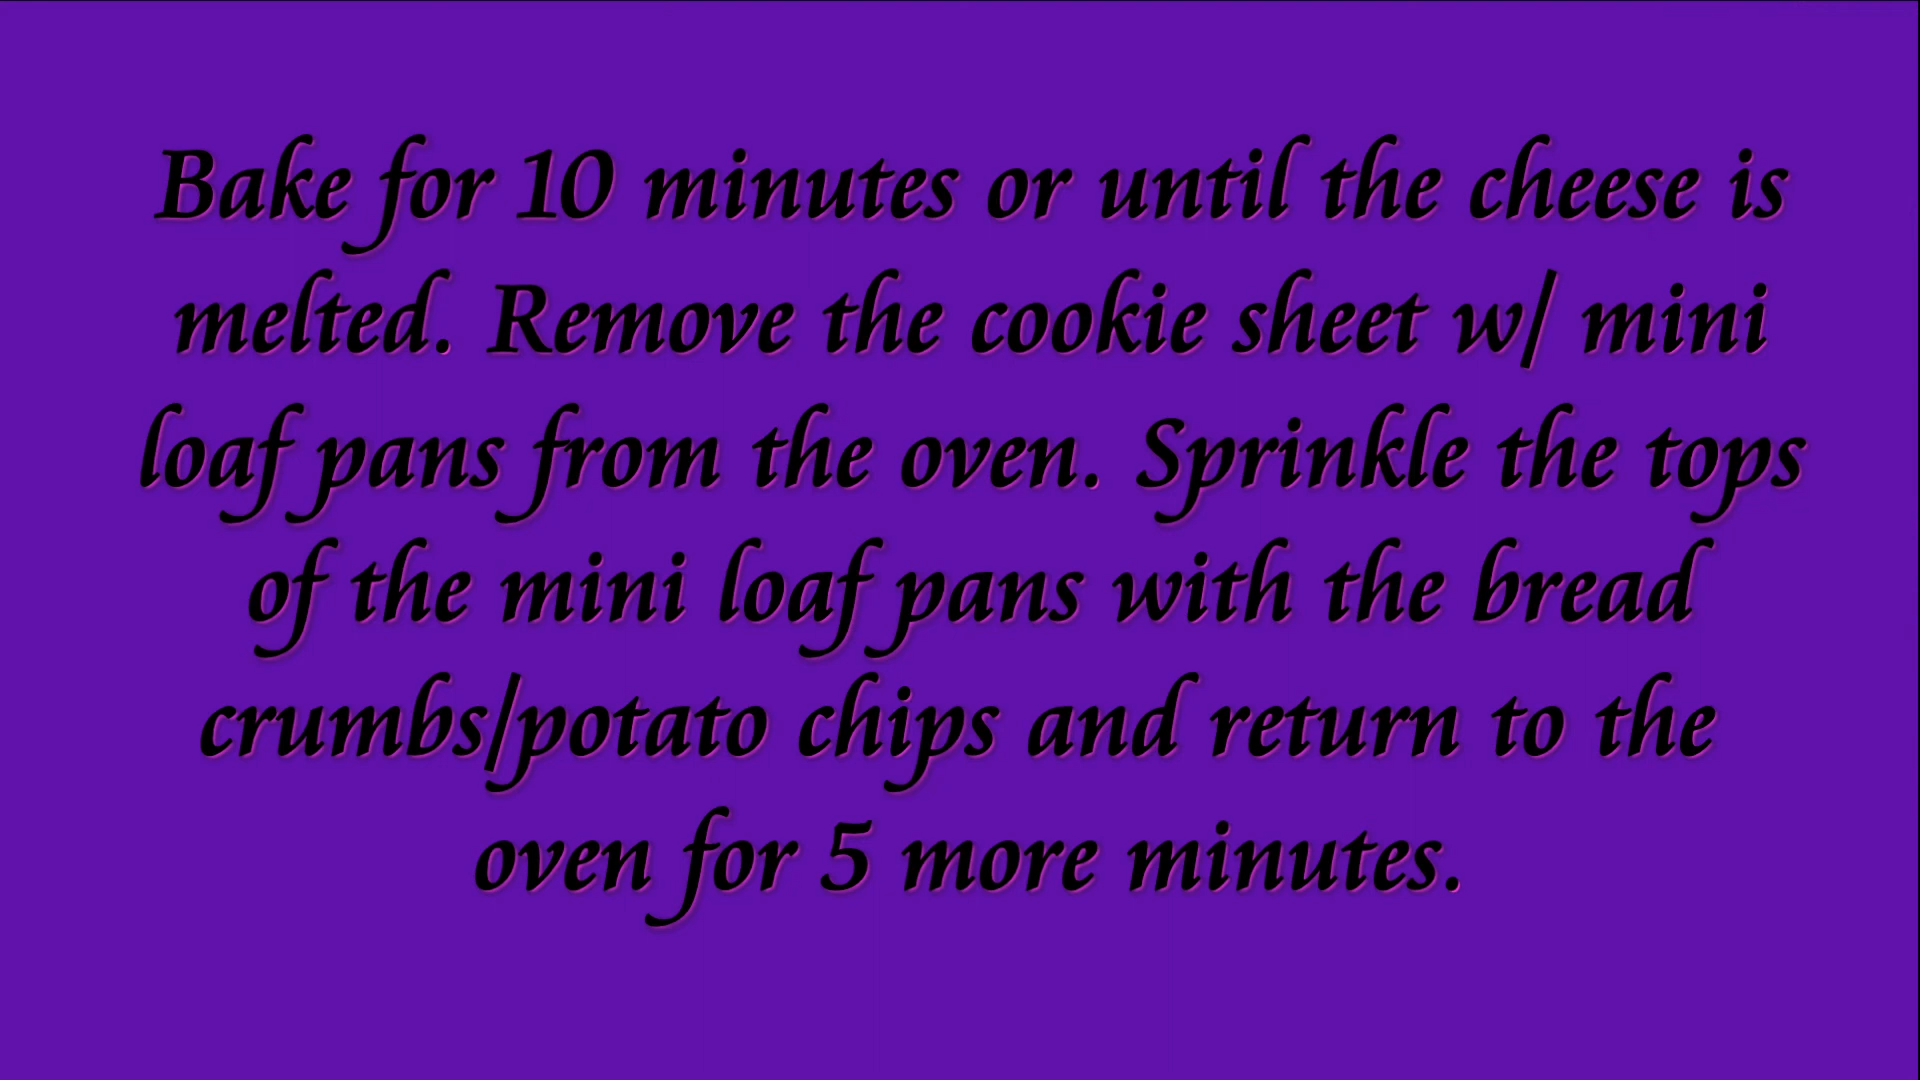 Bake for 10 minutes or until the cheese is
melted. Remove the cookie sheet w/ mini
loaf pans from the oven. Sprinkle the tops
of the mini loaf pans with the bread
crumbs/potato chips and return to the
oven for 5 more minutes.